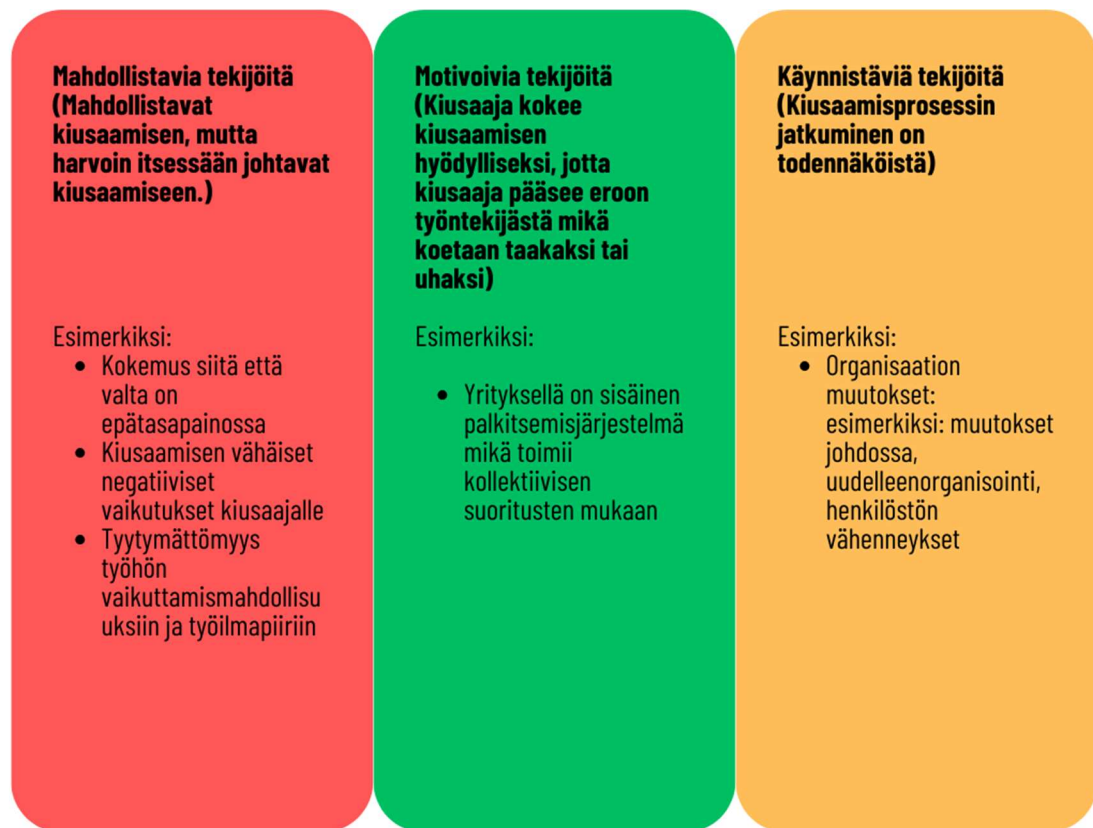 Mahdollistavia tekijöitä
(Mahdollistavat
kiusaamisen, mutta
harvoin itsessään johtavat
kiusaamiseen.)
Esimerkiksi:
• Kokemus siitä että
valta on
epätasapainossa
• Kiusaamisen vähäiset
negatiiviset
vaikutukset kiusaajalle
• Tyytymättömyys
työhön
vaikuttamismahdollisu
uksiin ja työilmapiiriin
Motivoivia tekijöitä
(Kiusaaja kokee
kiusaamisen
hyödylliseksi, jotta
kiusaaja pääsee eroon
työntekijästä mikä
koetaan taakaksi tai
uhaksi)
Esimerkiksi:
• Yrityksellä on sisäinen
palkitsemisjärjestelmä
mikä toimii
kollektiivisen
suoritusten mukaan
Käynnistäviä tekijöitä
(Kiusaamisprosessin
jatkuminen on
todennäköistä)
Esimerkiksi:
• Organisaation
muutokset:
esimerkiksi: muutokset
johdossa,
uudelleenorganisointi,
henkilöstön
vähenneykset